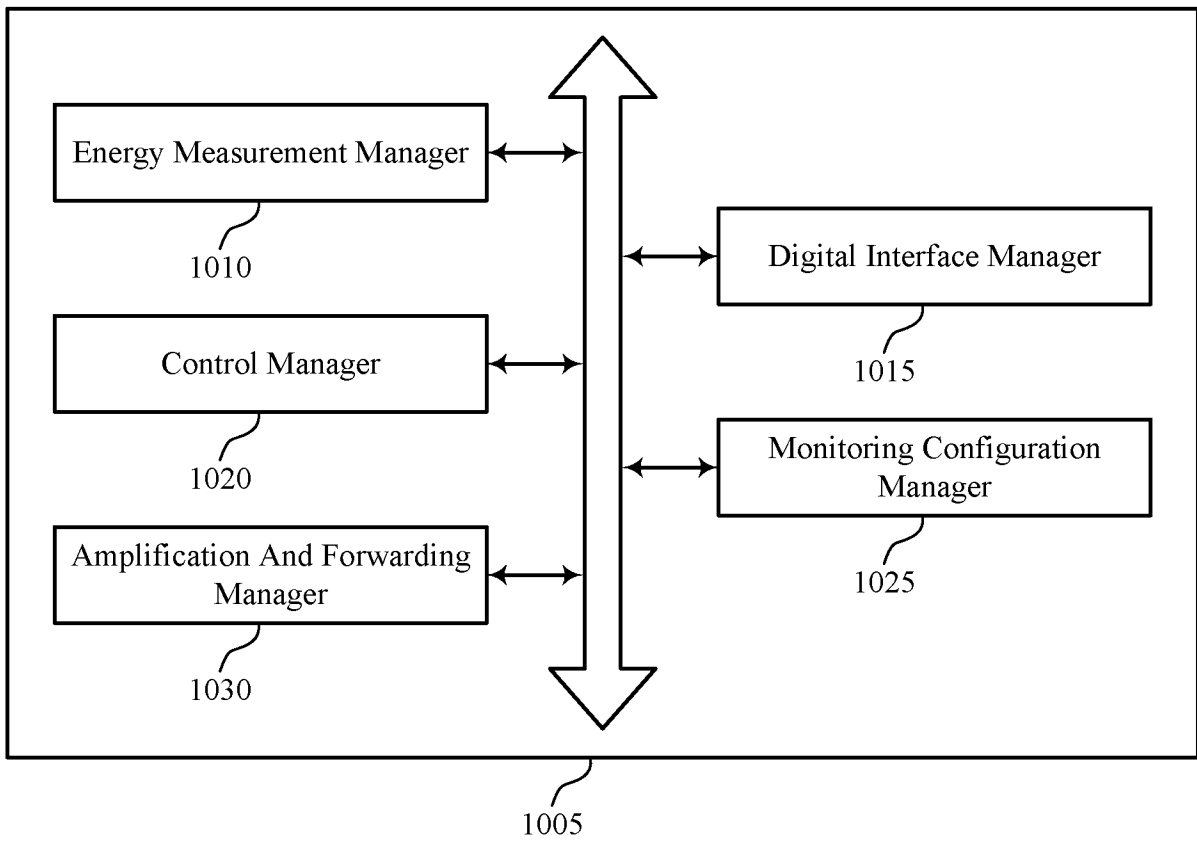 Energy Measurement Manager
1010
Digital Interface Manager
1015
Control Manager
1020
Monitoring Configuration
Manager
1025
Amplification And Forwarding
Manager
1030
1005